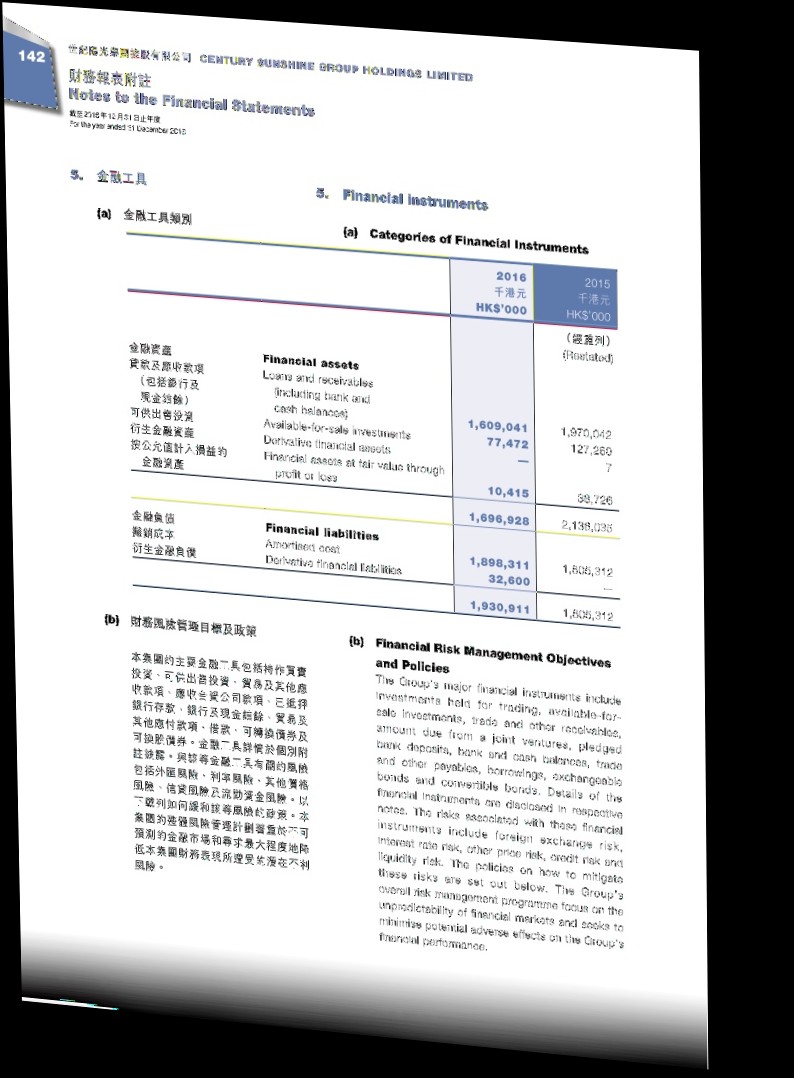 142
世紀陽光集團控股有限公司 CENTURY SUNSHINE GROUP HOLDINGS LIMITED
財務報表附註
Notes to the Financial Statements
截至2016年12月31日止年度
For the year ended 31 December 2016
5. 金融工具
5. Financial Instruments
(a) 金融工具類別
(a) Categories of Financial Instruments
2016 2015
千港元 千港元
HK$'000 HK$'000
(經重列)
(Restated)
金融資產 Financial assets
貸款及應收款項 Loans and receivables
(包括銀行及 (including bank and
現金結餘) cash balances) 1,609,041 1,970,042
可供出售投資 Available-for-sale investments 77,472 127,260
衍生金融資產 Derivative financial assets — 7
按公允值計入損益的 Financial assets at fair value through
金融資產 profit or loss 10,415 38,726
1,696,928 2,136,035
金融負債 Financial liabilities
攤銷成本 Amortised cost 1,898,311 1,805,312
衍生金融負債 Derivative financial liabilities 32,600 —
1,930,911 1,805,312
(b) 財務風險管理目標及政策
本集團的主要金融工具包括持作買賣
投資、可供出售投資、貿易及其他應
收款項、應收合資公司款項、已抵押
銀行存款、銀行及現金結餘、貿易及
其他應付款項、借款、可轉換債券及
可換股債券。金融工具詳情於個別附
註披露。與該等金融工具有關的風險
包括外匯風險、利率風險、其他價格
風險、信貸風險及流動資金風險。以
下載列如何緩和該等風險的政策。本
集團的整體風險管理計劃著重於不可
預測的金融市場和尋求最大程度地降
低本集團財務表現所遭受的潛在不利
風險。
(b) Financial Risk Management Objectives
and Policies
The Group's major financial instruments include
investments held for trading, available-for-
sale investments, trade and other receivables,
amount due from a joint ventures, pledged
bank deposits, bank and cash balances, trade
and other payables, borrowings, exchangeable
bonds and convertible bonds. Details of the
financial instruments are disclosed in respective
notes. The risks associated with these financial
instruments include foreign exchange risk,
interest rate risk, other price risk, credit risk and
liquidity risk. The policies on how to mitigate
these risks are set out below. The Group's
overall risk management programme focus on the
unpredictability of financial markets and seeks to
minimise potential adverse effects on the Group's
financial performance.